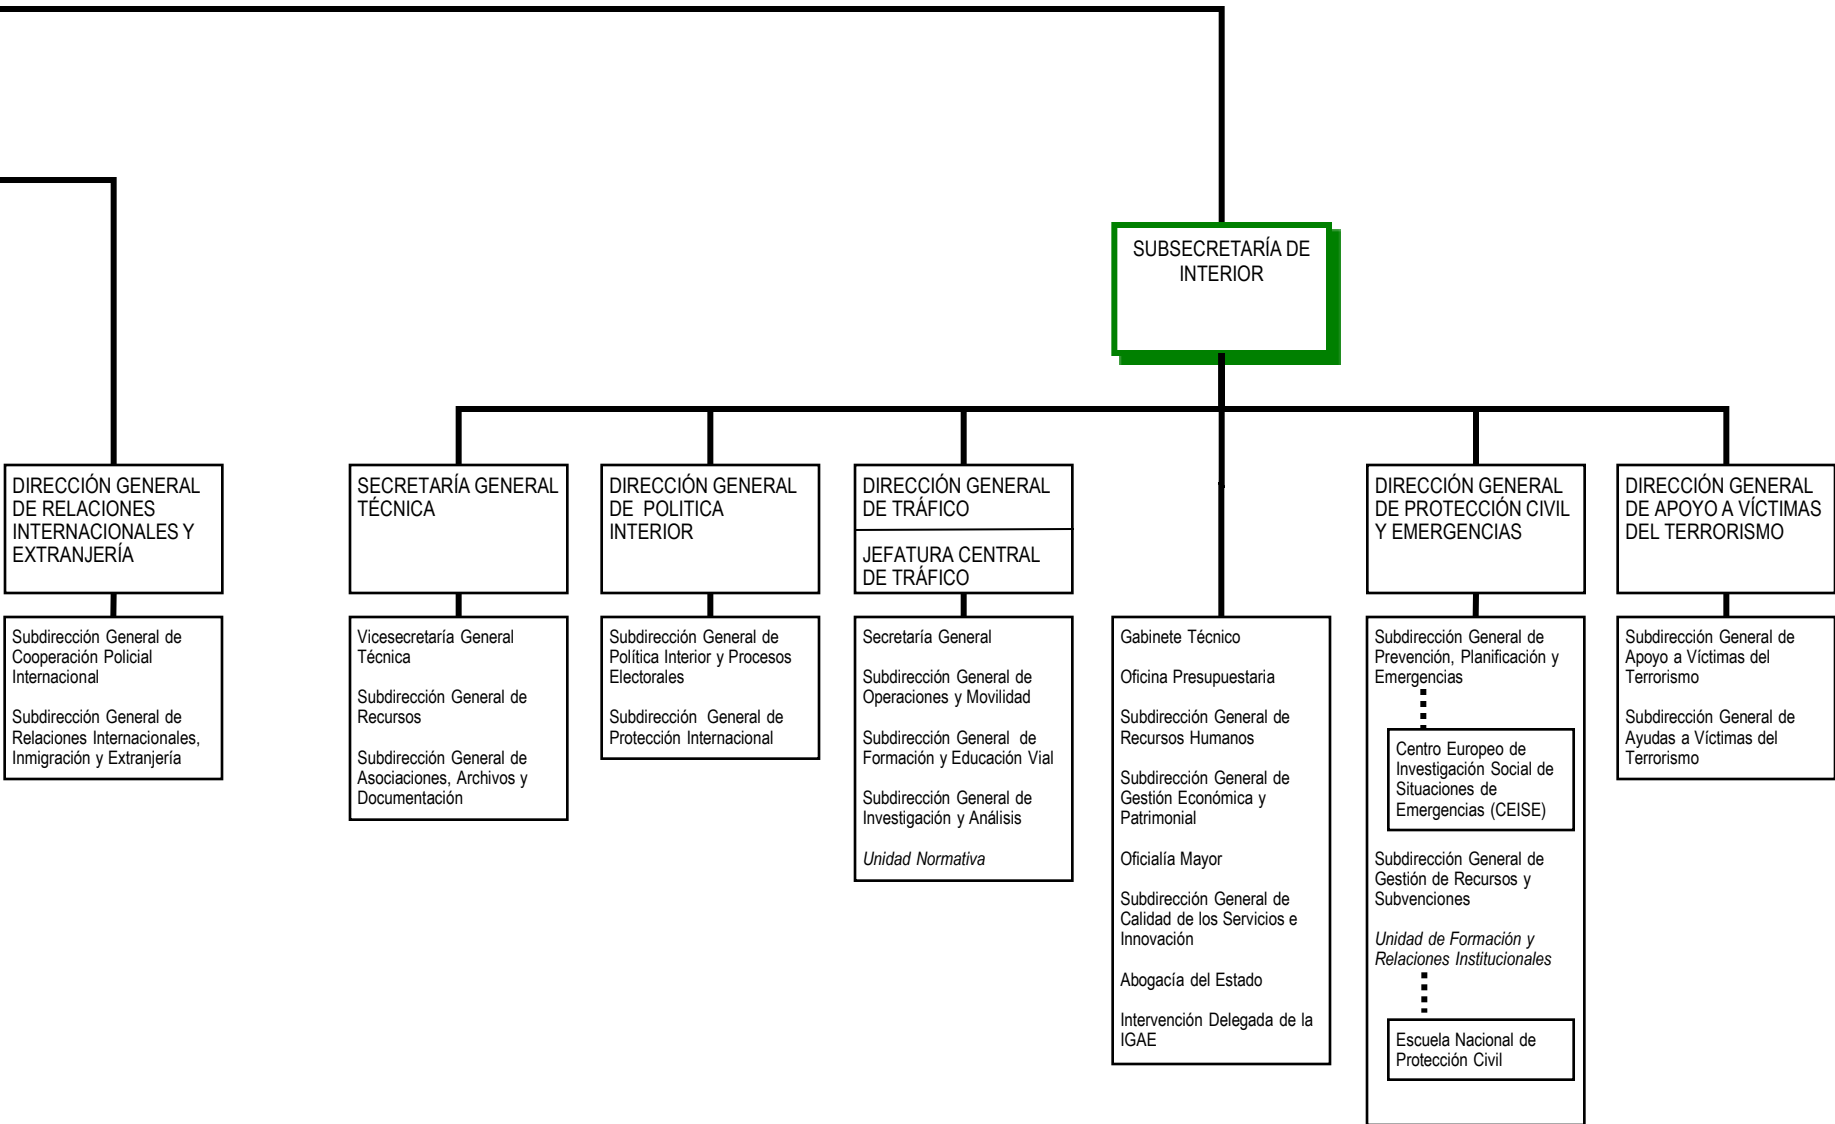 SUBSECRETARÍA DE
INTERIOR
DIRECCIÓN GENERAL
DE RELACIONES
INTERNACIONALES Y
EXTRANJERÍA
Subdirección General de
Cooperación Policial
Internacional
Subdirección General de
Relaciones Internacionales,
Inmigración y Extranjería
SECRETARÍA GENERAL
TÉCNICA
Vicesecretaría General
Técnica
Subdirección General de
Recursos
Subdirección General de
Asociaciones, Archivos y
Documentación
DIRECCIÓN GENERAL
DE POLITICA
INTERIOR
Subdirección General de
Política Interior y Procesos
Electorales
Subdirección General de
Protección Internacional
DIRECCIÓN GENERAL
DE TRÁFICO
JEFATURA CENTRAL
DE TRÁFICO
Secretaría General
Subdirección General de
Operaciones y Movilidad
Subdirección General de
Formación y Educación Vial
Subdirección General de
Investigación y Análisis
Unidad Normativa
Gabinete Técnico
Oficina Presupuestaria
Subdirección General de
Recursos Humanos
Subdirección General de
Gestión Económica y
Patrimonial
Oficialía Mayor
Subdirección General de
Calidad de los Servicios e
Innovación
Abogacía del Estado
Intervención Delegada de la
IGAE
DIRECCIÓN GENERAL
DE PROTECCIÓN CIVIL
Y EMERGENCIAS
Subdirección General de
Prevención, Planificación y
Emergencias
Centro Europeo de
Investigación Social de
Situaciones de
Emergencias (CEISE)
Subdirección General de
Gestión de Recursos y
Subvenciones
Unidad de Formación y
Relaciones Institucionales
Escuela Nacional de
Protección Civil
DIRECCIÓN GENERAL
DE APOYO A VÍCTIMAS
DEL TERRORISMO
Subdirección General de
Apoyo a Víctimas del
Terrorismo
Subdirección General de
Ayudas a Víctimas del
Terrorismo